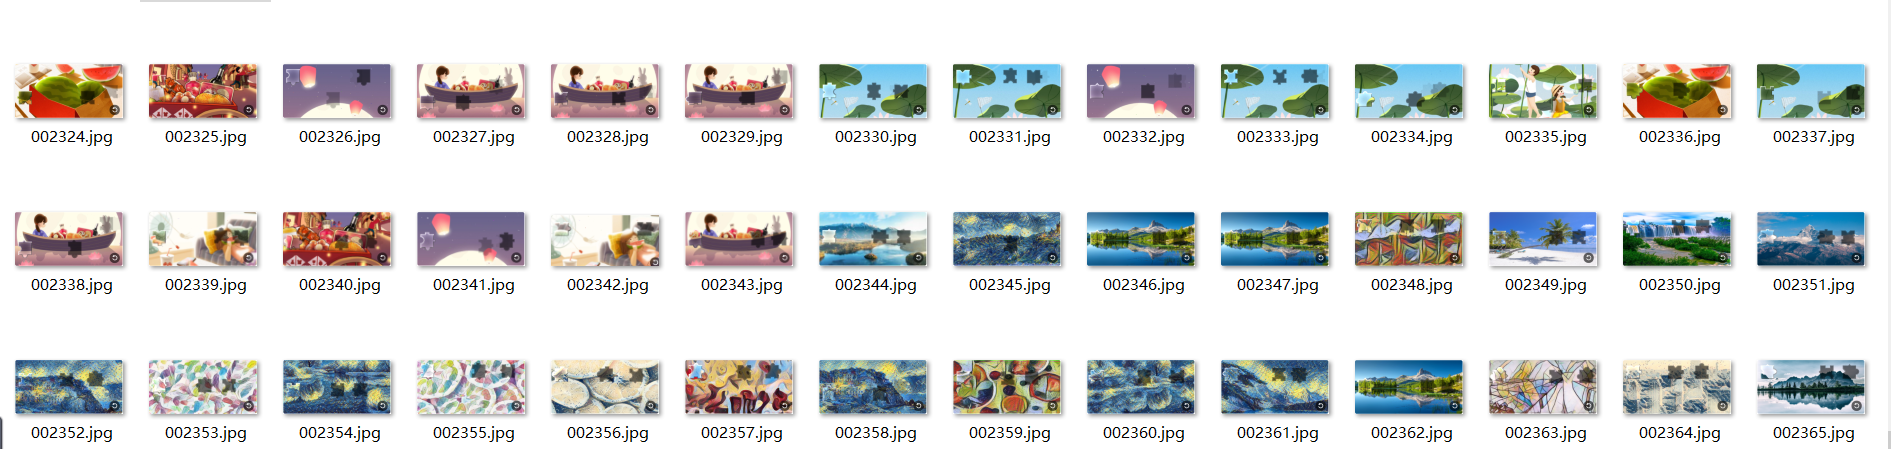 002324.jpg 002325.jpg 002326.jpg 002327.jpg 002328.jpg 002329.jpg 002330.jpg 002331.jpg 002332.jpg 002333.jpg 002334.jpg 002335.jpg 002336.jpg 002337.jpg
002338.jpg 002339.jpg 002340.jpg 002341.jpg 002342.jpg 002343.jpg 002344.jpg 002345.jpg 002346.jpg 002347.jpg 002348.jpg 002349.jpg 002350.jpg 002351.jpg
002352.jpg 002353.jpg 002354.jpg 002355.jpg 002356.jpg 002357.jpg 002358.jpg 002359.jpg 002360.jpg 002361.jpg 002362.jpg 002363.jpg 002364.jpg 002365.jpg